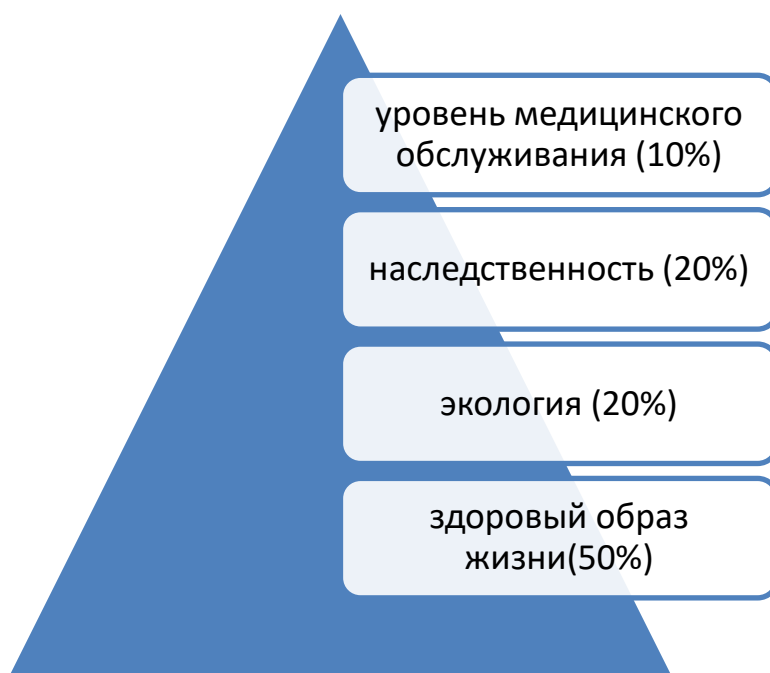 уровень медицинского
обслуживания (10%)
наследственность (20%)
экология (20%)
здоровый образ
жизни(50%)